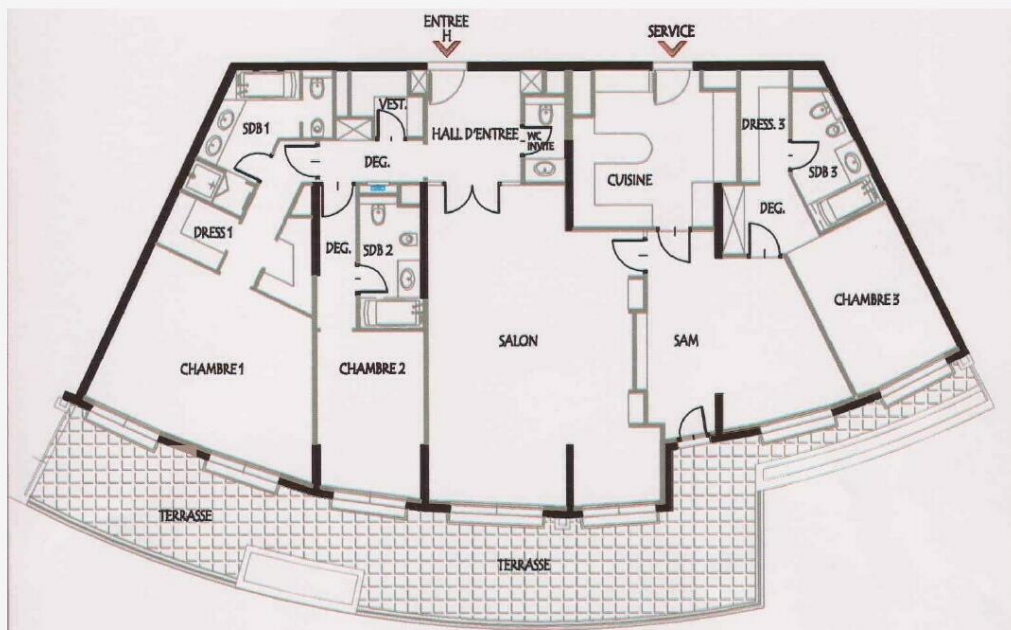 ENTREE
H
SERVICE
VEST.
SDB 1
HALL D'ENTREE
WC
INVITE
DRESS. 3
DEG.
CUISINE
SDB 3
DRESS 1
DEG.
SDB 2
DEG.
CHAMBRE 3
SALON
SAM
CHAMBRE 1
CHAMBRE 2
TERRASSE
TERRASSE